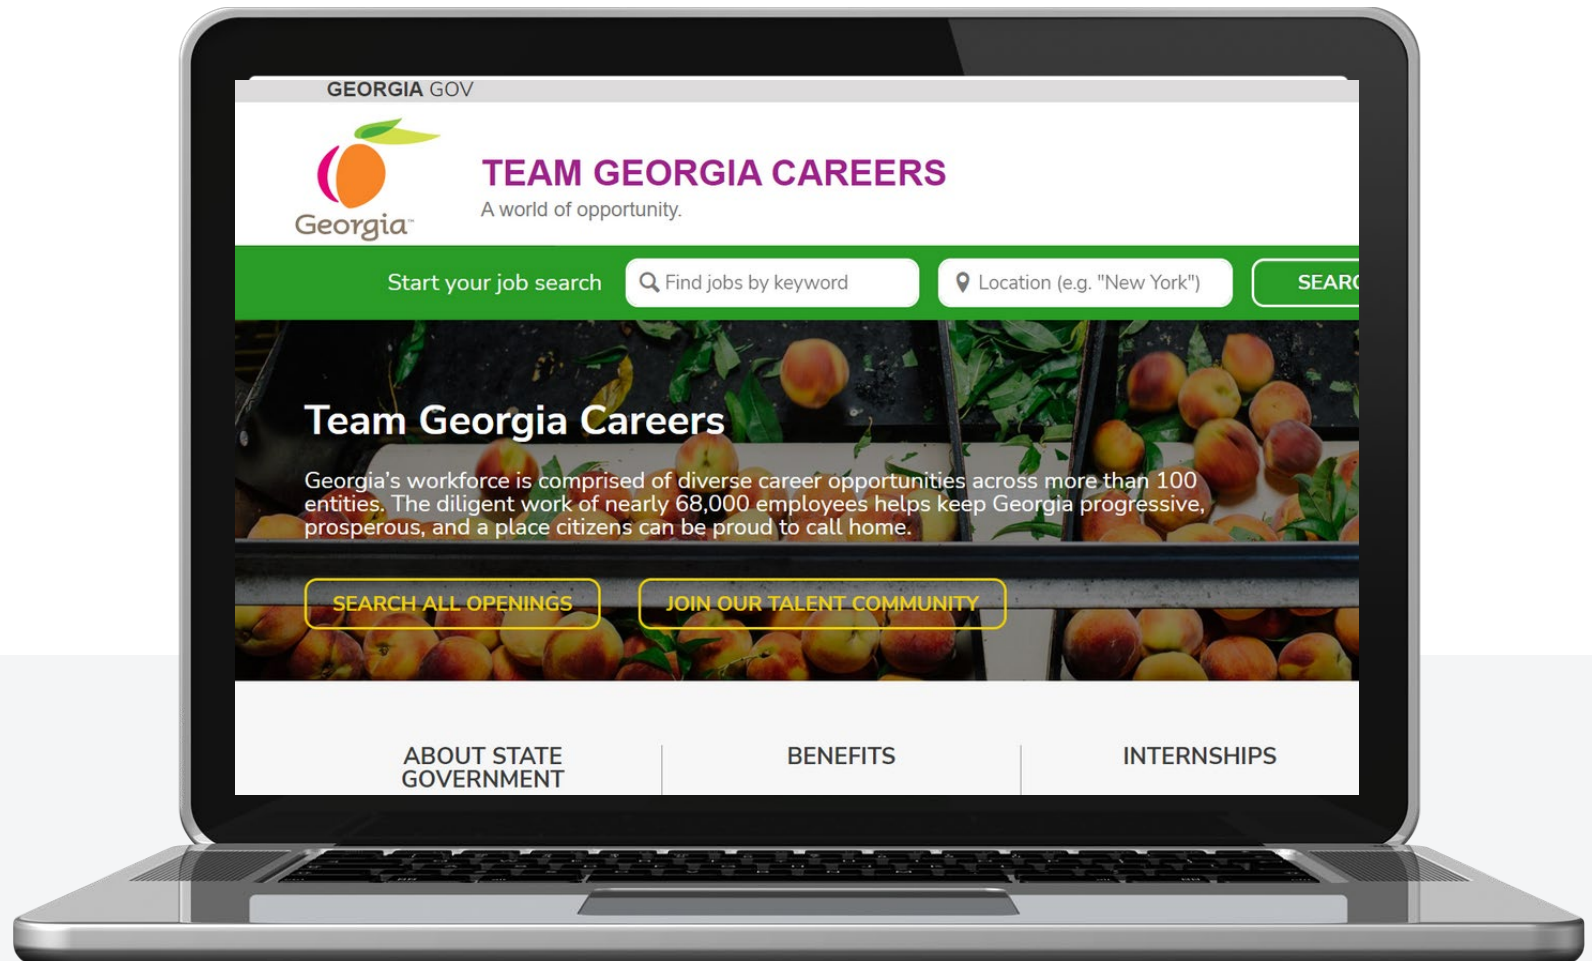 GEORGIA GOV
Georgia™
TEAM GEORGIA CAREERS
A world of opportunity.
Start your job search
Find jobs by keyword
Location (e.g. "New York")
SEARC
Team Georgia Careers
Georgia's workforce is comprised of diverse career opportunities across more than 100
entities. The diligent work of nearly 68,000 employees helps keep Georgia progressive,
prosperous, and a place citizens can be proud to call home.
SEARCH ALL OPENINGS
JOIN OUR TALENT COMMUNITY
ABOUT STATE
GOVERNMENT
BENEFITS
INTERNSHIPS